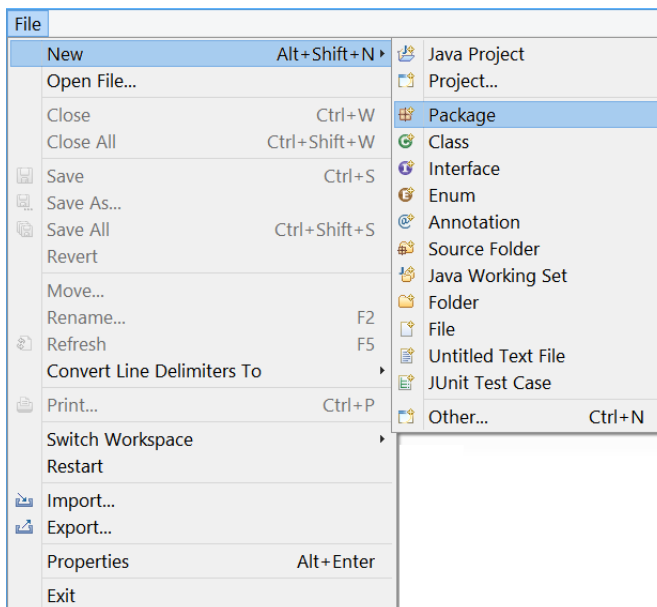 File
New Alt+Shift+N
Open File...
Close Ctrl+W
Close All Ctrl+Shift+W
Save Ctrl+S
Save As...
Save All Ctrl+Shift+S
Revert
Move...
Rename... F2
Refresh F5
Convert Line Delimiters To
Print... Ctrl+P
Switch Workspace
Restart
Import...
Export...
Properties Alt+Enter
Exit
Java Project
Project...
Package
Class
Interface
Enum
Annotation
Source Folder
Java Working Set
Folder
File
Untitled Text File
JUnit Test Case
Other... Ctrl+N